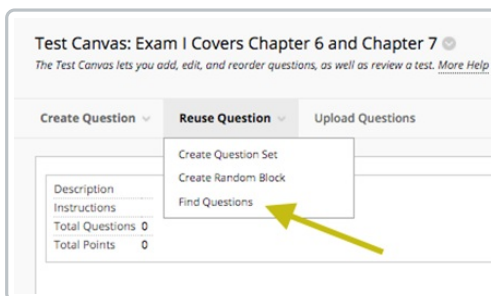 Test Canvas: Exam I Covers Chapter 6 and Chapter 7
The Test Canvas lets you add, edit, and reorder questions, as well as review a test. More Help
Create Question Reuse Question Upload Questions
Create Question Set
Create Random Block
Find Questions
Description
Instructions
Total Questions 0
Total Points 0